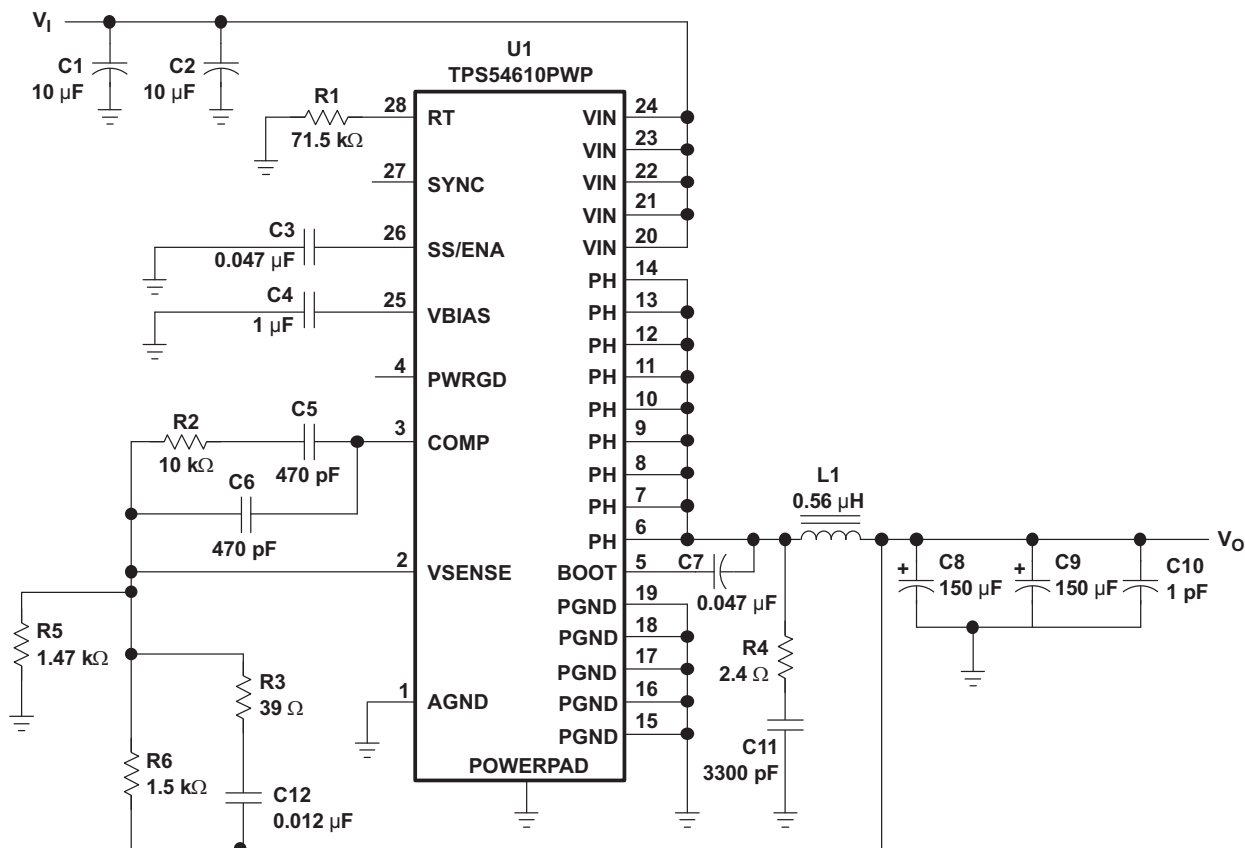 V_I
C1
10 µF
C2
10 µF
U1
TPS54610PWP
R1
71.5 kΩ
28
RT
27
SYNC
C3
0.047 µF
26
SS/ENA
C4
1 µF
25
VBIAS
4
PWRGD
R2
10 kΩ
C5
470 pF
3
COMP
C6
470 pF
2
VSENSE
R5
1.47 kΩ
R3
39 Ω
1
AGND
R6
1.5 kΩ
C12
0.012 µF
POWERPAD
VIN
24
VIN
23
VIN
22
VIN
21
VIN
20
PH
14
PH
13
PH
12
PH
11
PH
10
PH
9
PH
8
PH
7
PH
6
BOOT
5
PGND
19
PGND
18
PGND
17
PGND
16
PGND
15
C7
0.047 µF
L1
0.56 µH
R4
2.4 Ω
C11
3300 pF
+
C8
150 µF
+
C9
150 µF
C10
1 pF
V_O